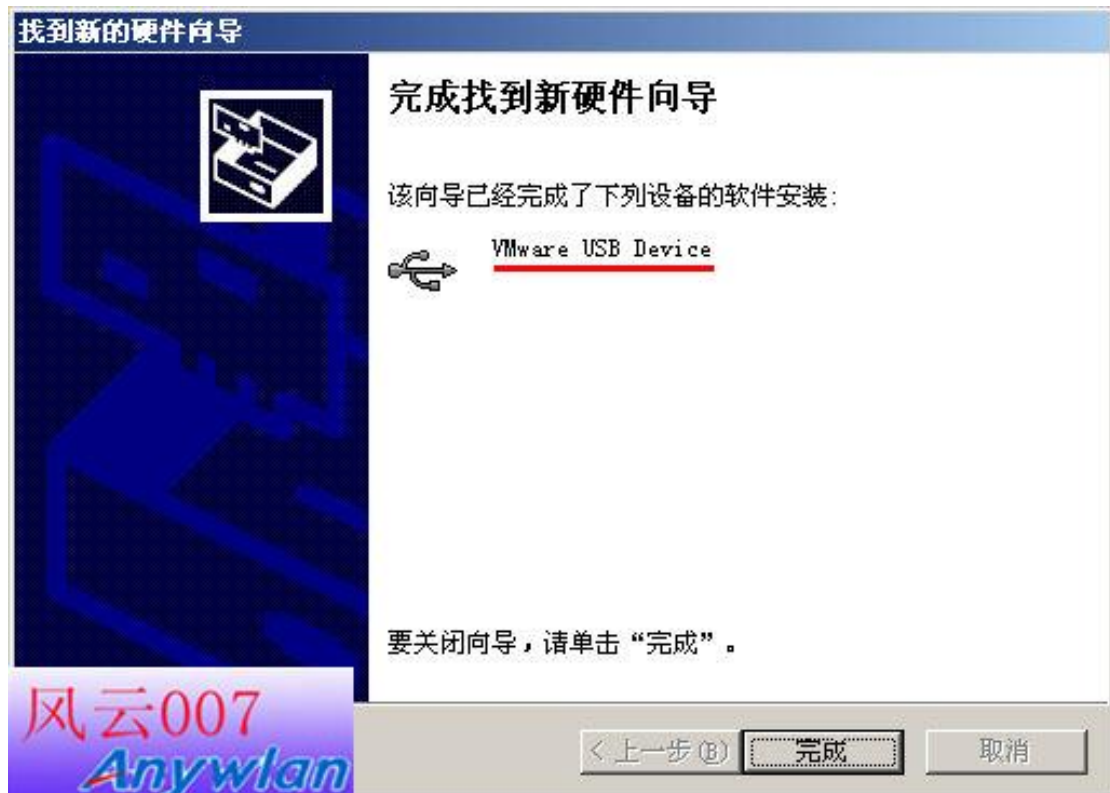 找到新的硬件向导
完成找到新硬件向导
该向导已经完成了下列设备的软件安装:
VMware USB Device
要关闭向导，请单击“完成”。
风云007
Anywlan
< 上一步(B)
完成
取消